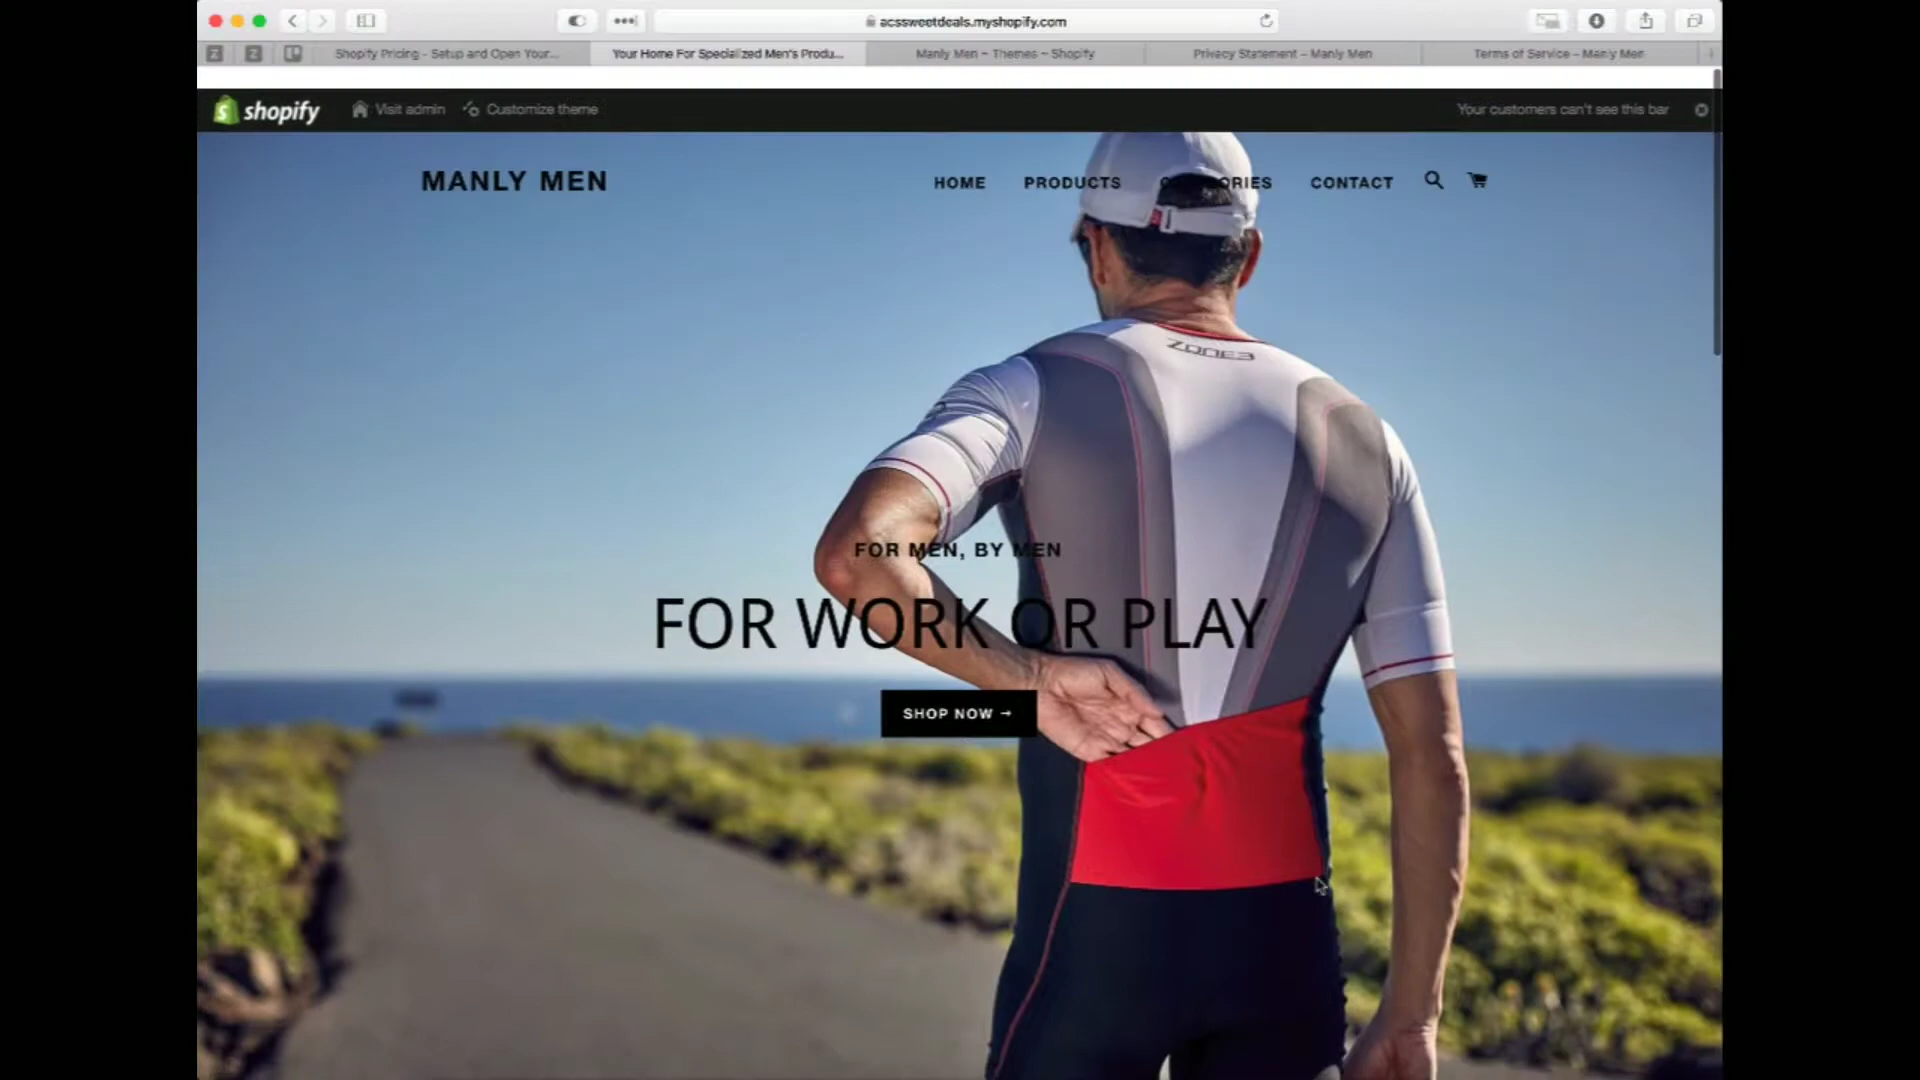 acssweetdeals.myshopify.com
Shopify Pricing - Setup and Open Your...
Your Home For Specialized Men's Produ...
Manly Men ~ Themes ~ Shopify
Privacy Statement – Manly Men
Terms of Service – Manly Men
shopify
Visit admin
Customize theme
Your customers can't see this bar
MANLY MEN
HOME
PRODUCTS
CONTACT
ZONE3
FOR MEN, BY MEN
FOR WORK OR PLAY
SHOP NOW →